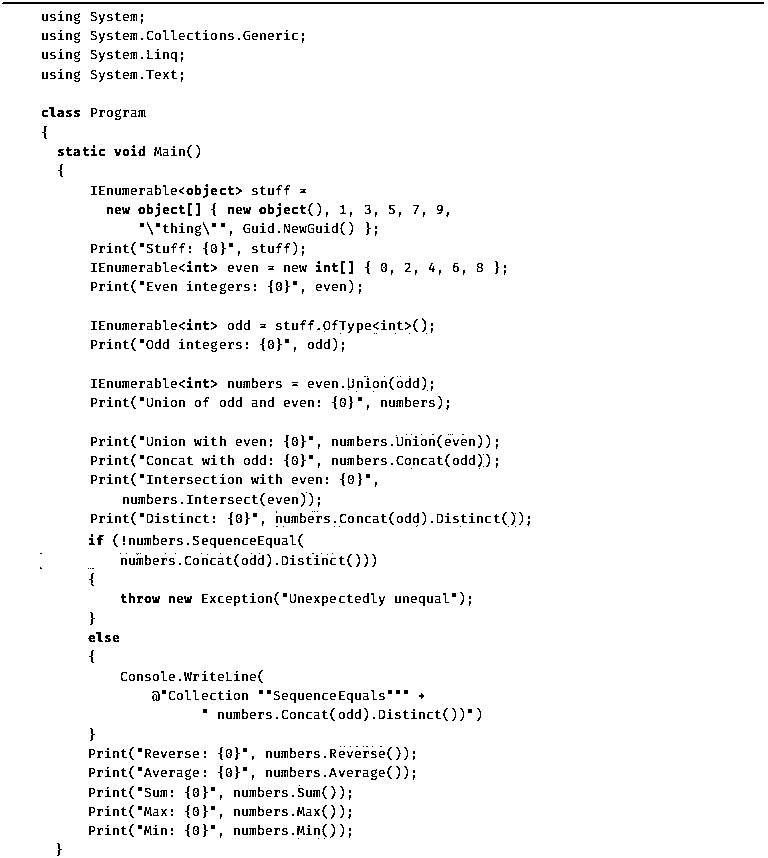 using System;
using System.Collections.Generic;
using System.Linq;
using System.Text;
class Program
{
static void Main()
{
IEnumerable<object> stuff =
new object[] { new object(), 1, 3, 5, 7, 9,
"\"thing\"", Guid.NewGuid() };
Print("Stuff: {0}", stuff);
IEnumerable<int> even = new int[] { 0, 2, 4, 6, 8 };
Print("Even integers: {0}", even);
IEnumerable<int> odd = stuff.OfType<int>();
Print("Odd integers: {0}", odd);
IEnumerable<int> numbers = even.Union(odd);
Print("Union of odd and even: {0}", numbers);
Print("Union with even: {0}", numbers.Union(even));
Print("Concat with odd: {0}", numbers.Concat(odd));
Print("Intersection with even: {0}",
numbers.Intersect(even));
Print("Distinct: {0}", numbers.Concat(odd).Distinct());
if (!numbers.SequenceEqual(
numbers.Concat(odd).Distinct()))
{
throw new Exception("Unexpectedly unequal");
}
else
{
Console.WriteLine(
@"Collection ""SequenceEquals""" +
" numbers.Concat(odd).Distinct())")
}
Print("Reverse: {0}", numbers.Reverse());
Print("Average: {0}", numbers.Average());
Print("Sum: {0}", numbers.Sum());
Print("Max: {0}", numbers.Max());
Print("Min: {0}", numbers.Min());
}